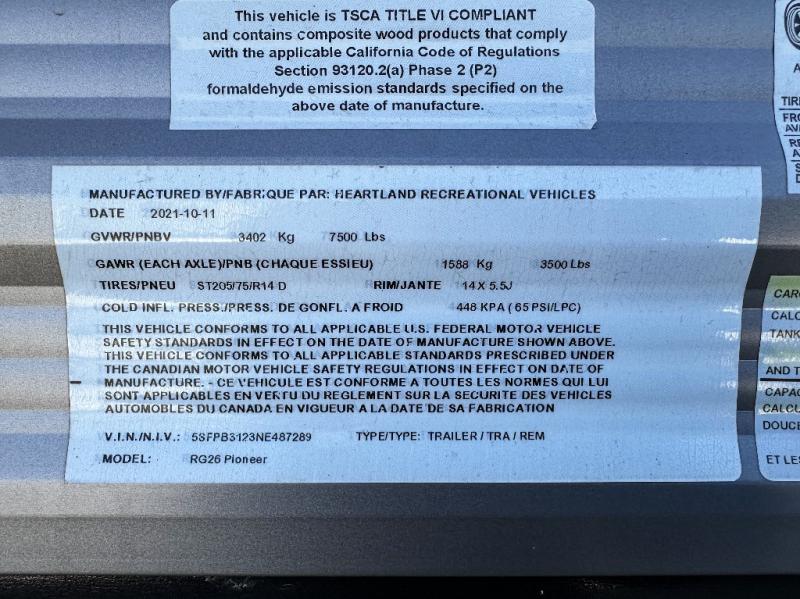 This vehicle is TSCA TITLE VI COMPLIANT
and contains composite wood products that comply
with the applicable California Code of Regulations
Section 93120.2(a) Phase 2 (P2)
formaldehyde emission standards specified on the
above date of manufacture.
MANUFACTURED BY/FABRIQUE PAR: HEARTLAND RECREATIONAL VEHICLES
DATE 2021-10-11
GVWR/PNBV 3402 Kg 7500 Lbs
GAWR (EACH AXLE)/PNB (CHAQUE ESSIEU) 1588 Kg 3500 Lbs
TIRES/PNEU ST205/75/R14 D RIM/JANTE 14 X 5.5J
COLD INFL. PRESS./PRESS. DE GONFL. A FROID 448 KPA ( 65 PSI/LPC)
THIS VEHICLE CONFORMS TO ALL APPLICABLE U.S. FEDERAL MOTOR VEHICLE
SAFETY STANDARDS IN EFFECT ON THE DATE OF MANUFACTURE SHOWN ABOVE.
THIS VEHICLE CONFORMS TO ALL APPLICABLE STANDARDS PRESCRIBED UNDER
THE CANADIAN MOTOR VEHICLE SAFETY REGULATIONS IN EFFECT ON DATE OF
MANUFACTURE. - CE VEHICULE EST CONFORME A TOUTES LES NORMES QUI LUI
SONT APPLICABLES EN VERTU DU REGLEMENT SUR LA SECURITE DES VEHICLES
AUTOMOBILES DU CANADA EN VIGUEUR A LA DATE DE SA FABRICATION
V.I.N./N.I.V.: 5SFPB3123NE487289 TYPE/TYPE: TRAILER / TRA / REM
MODEL: RG26 Pioneer
TANK
AND T
DOUCE
ET LES